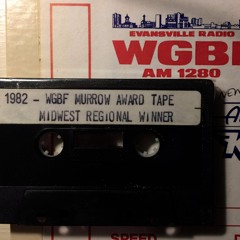 EVANSVILLE RADIO
WGBF
AM 1280
1982 - WGBF MURROW AWARD TAPE
MIDWEST REGIONAL WINNER
SPEED